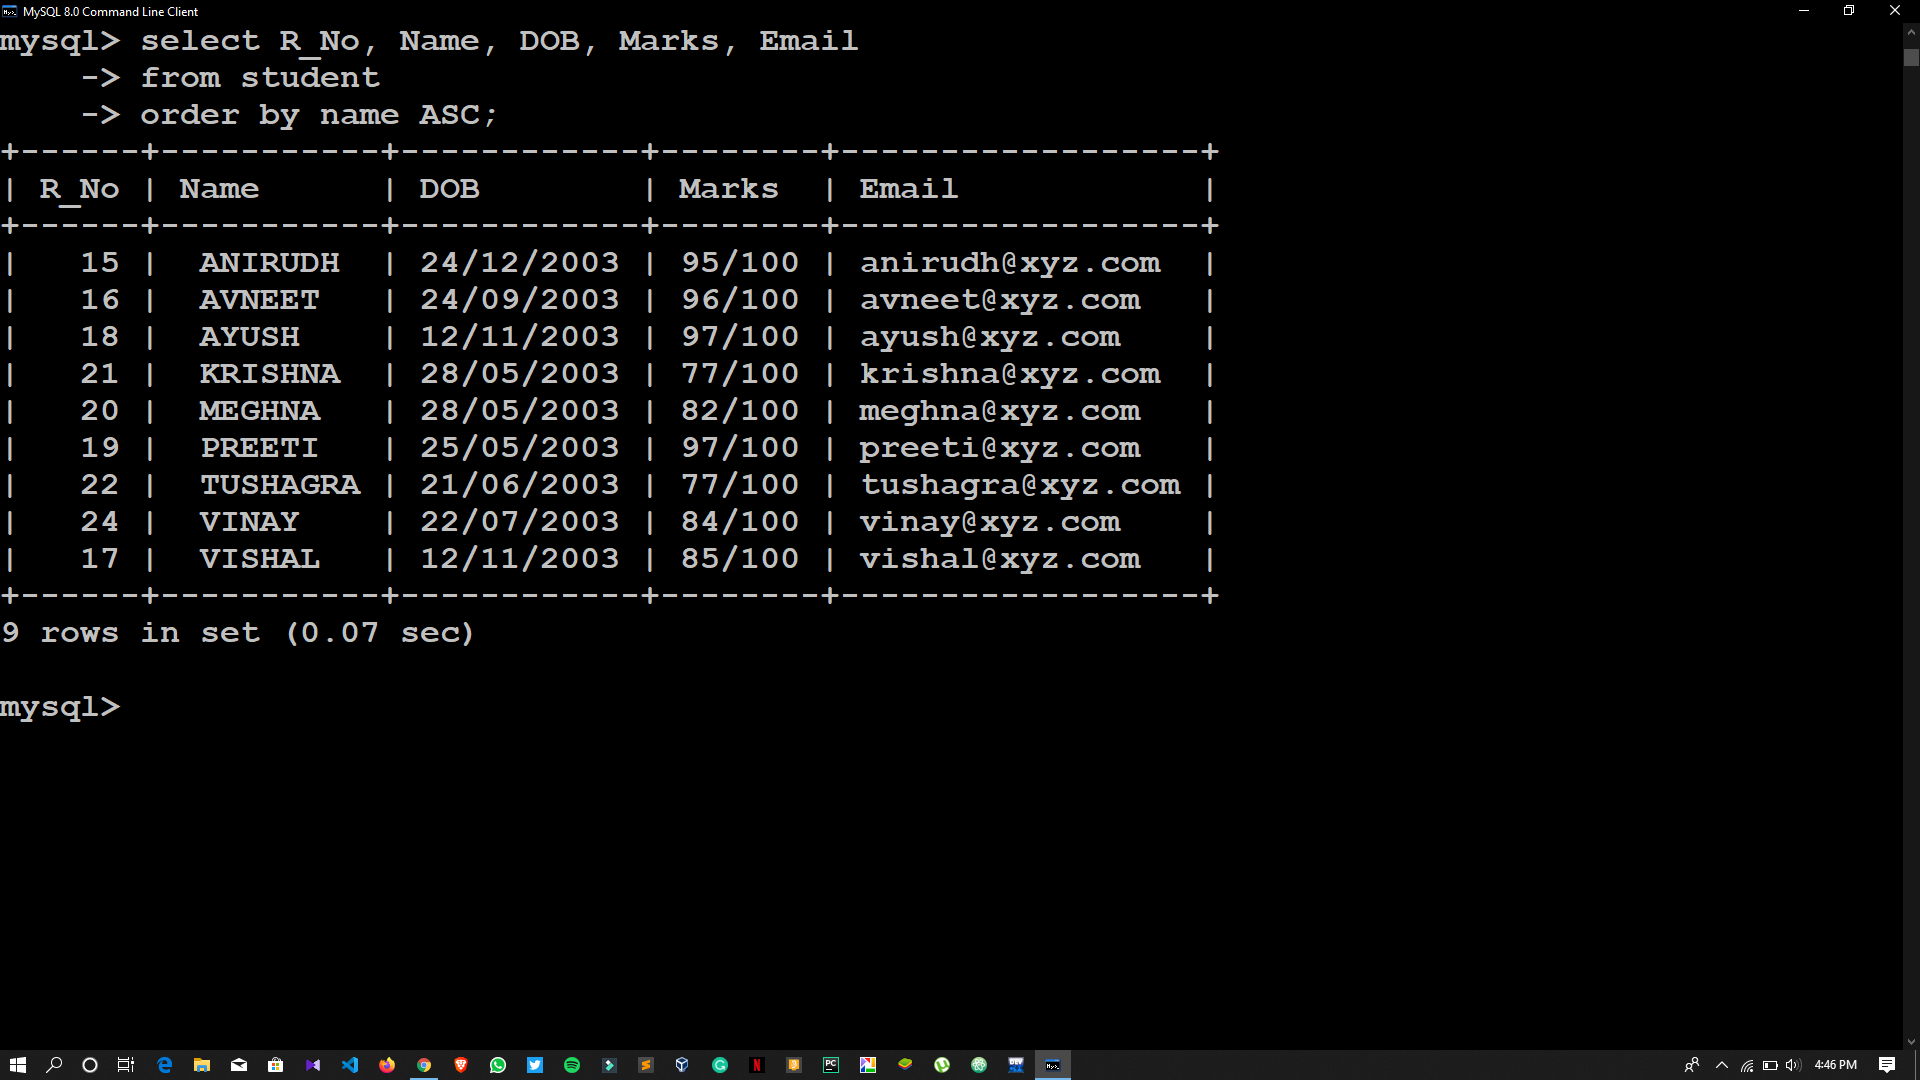 MySQL 8.0 Command Line Client
mysql> select R_No, Name, DOB, Marks, Email
    -> from student
    -> order by name ASC;
+------+-----------+------------+--------+------------------+
| R_No | Name      | DOB        | Marks  | Email            |
+------+-----------+------------+--------+------------------+
|   15 |  ANIRUDH  | 24/12/2003 | 95/100 | anirudh@xyz.com  |
|   16 |  AVNEET   | 24/09/2003 | 96/100 | avneet@xyz.com   |
|   18 |  AYUSH    | 12/11/2003 | 97/100 | ayush@xyz.com    |
|   21 |  KRISHNA  | 28/05/2003 | 77/100 | krishna@xyz.com  |
|   20 |  MEGHNA   | 28/05/2003 | 82/100 | meghna@xyz.com   |
|   19 |  PREETI   | 25/05/2003 | 97/100 | preeti@xyz.com   |
|   22 |  TUSHAGRA | 21/06/2003 | 77/100 | tushagra@xyz.com |
|   24 |  VINAY    | 22/07/2003 | 84/100 | vinay@xyz.com    |
|   17 |  VISHAL   | 12/11/2003 | 85/100 | vishal@xyz.com   |
+------+-----------+------------+--------+------------------+
9 rows in set (0.07 sec)
mysql>
4:46 PM